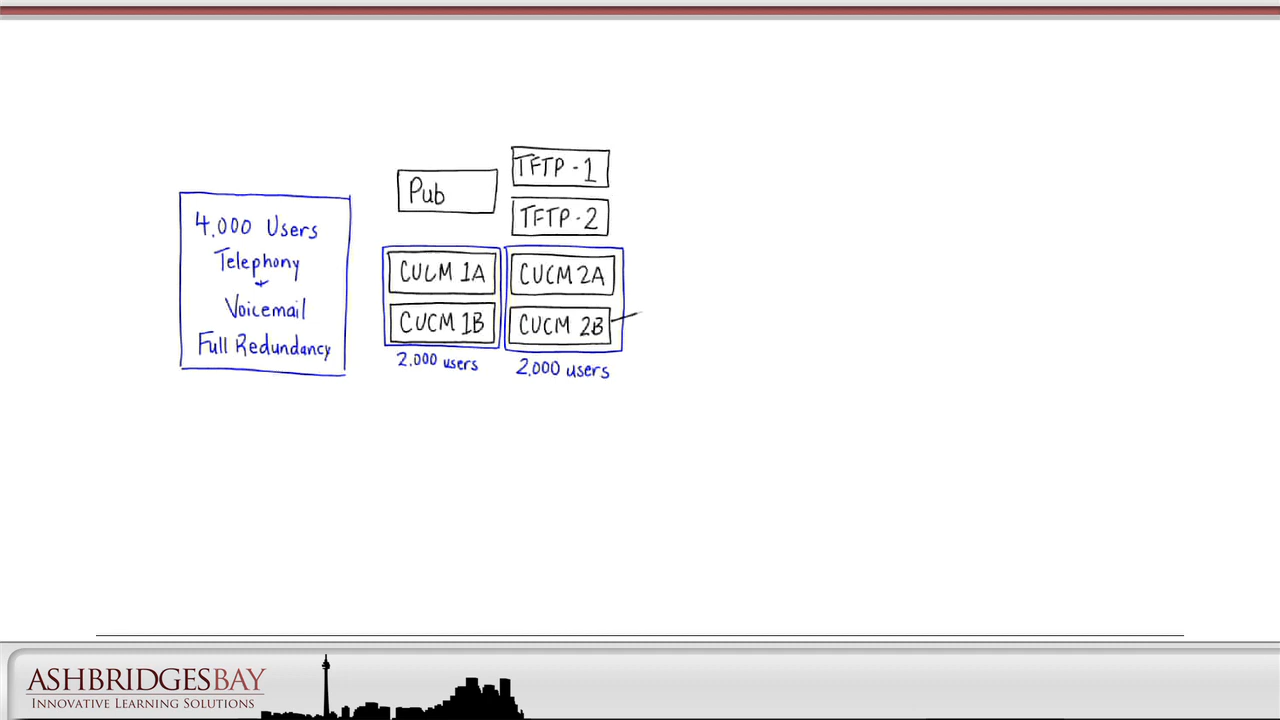 4,000 Users
Telephony
+
Voicemail
Full Redundancy
Pub
TFTP - 1
TFTP - 2
CUCM 1A
CUCM 1B
2,000 users
CUCM 2A
CUCM 2B
2,000 users
ASHBRIDGESBAY
INNOVATIVE LEARNING SOLUTIONS